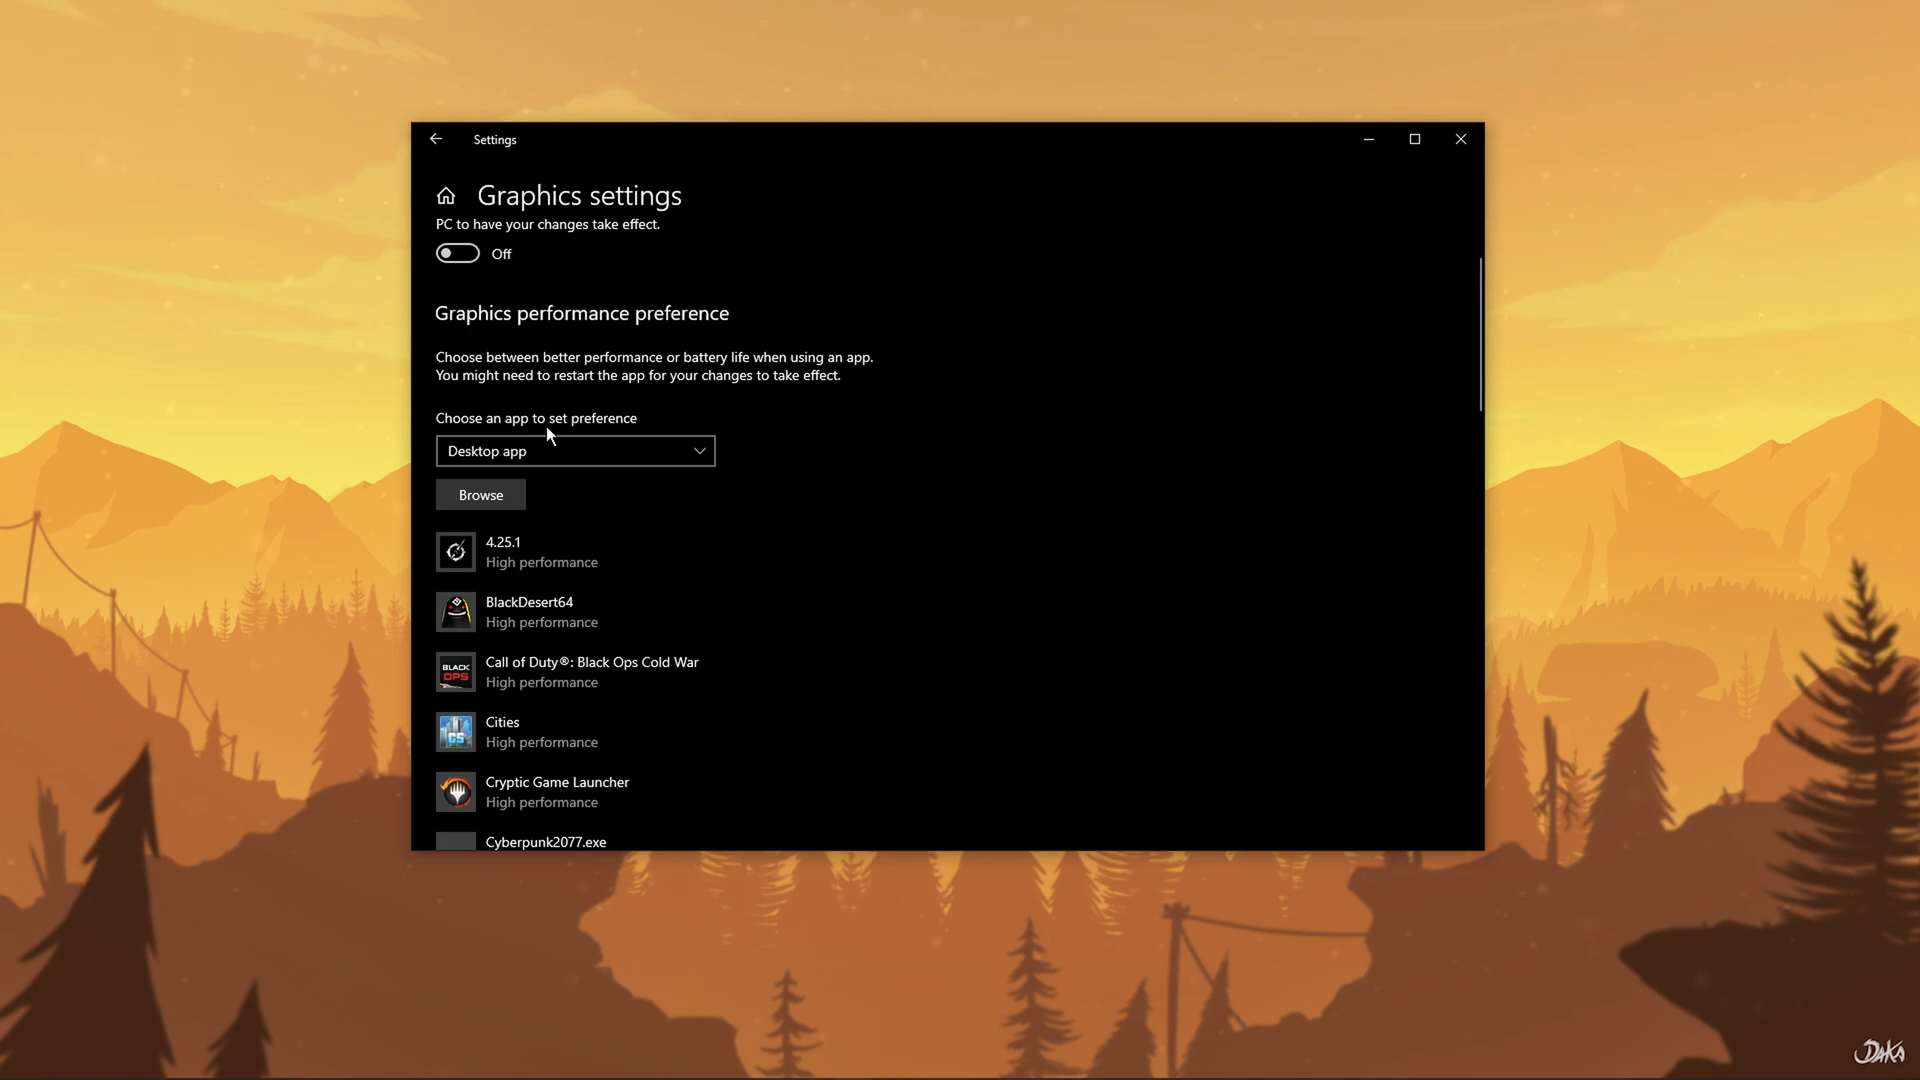 Settings
Graphics settings
PC to have your changes take effect.
Off
Graphics performance preference
Choose between better performance or battery life when using an app.
You might need to restart the app for your changes to take effect.
Choose an app to set preference
Desktop app
Browse
4.25.1
High performance
BlackDesert64
High performance
BLACK
OPS
Call of Duty®: Black Ops Cold War
High performance
CS
Cities
High performance
Cryptic Game Launcher
High performance
Cyberpunk2077.exe
DAKA